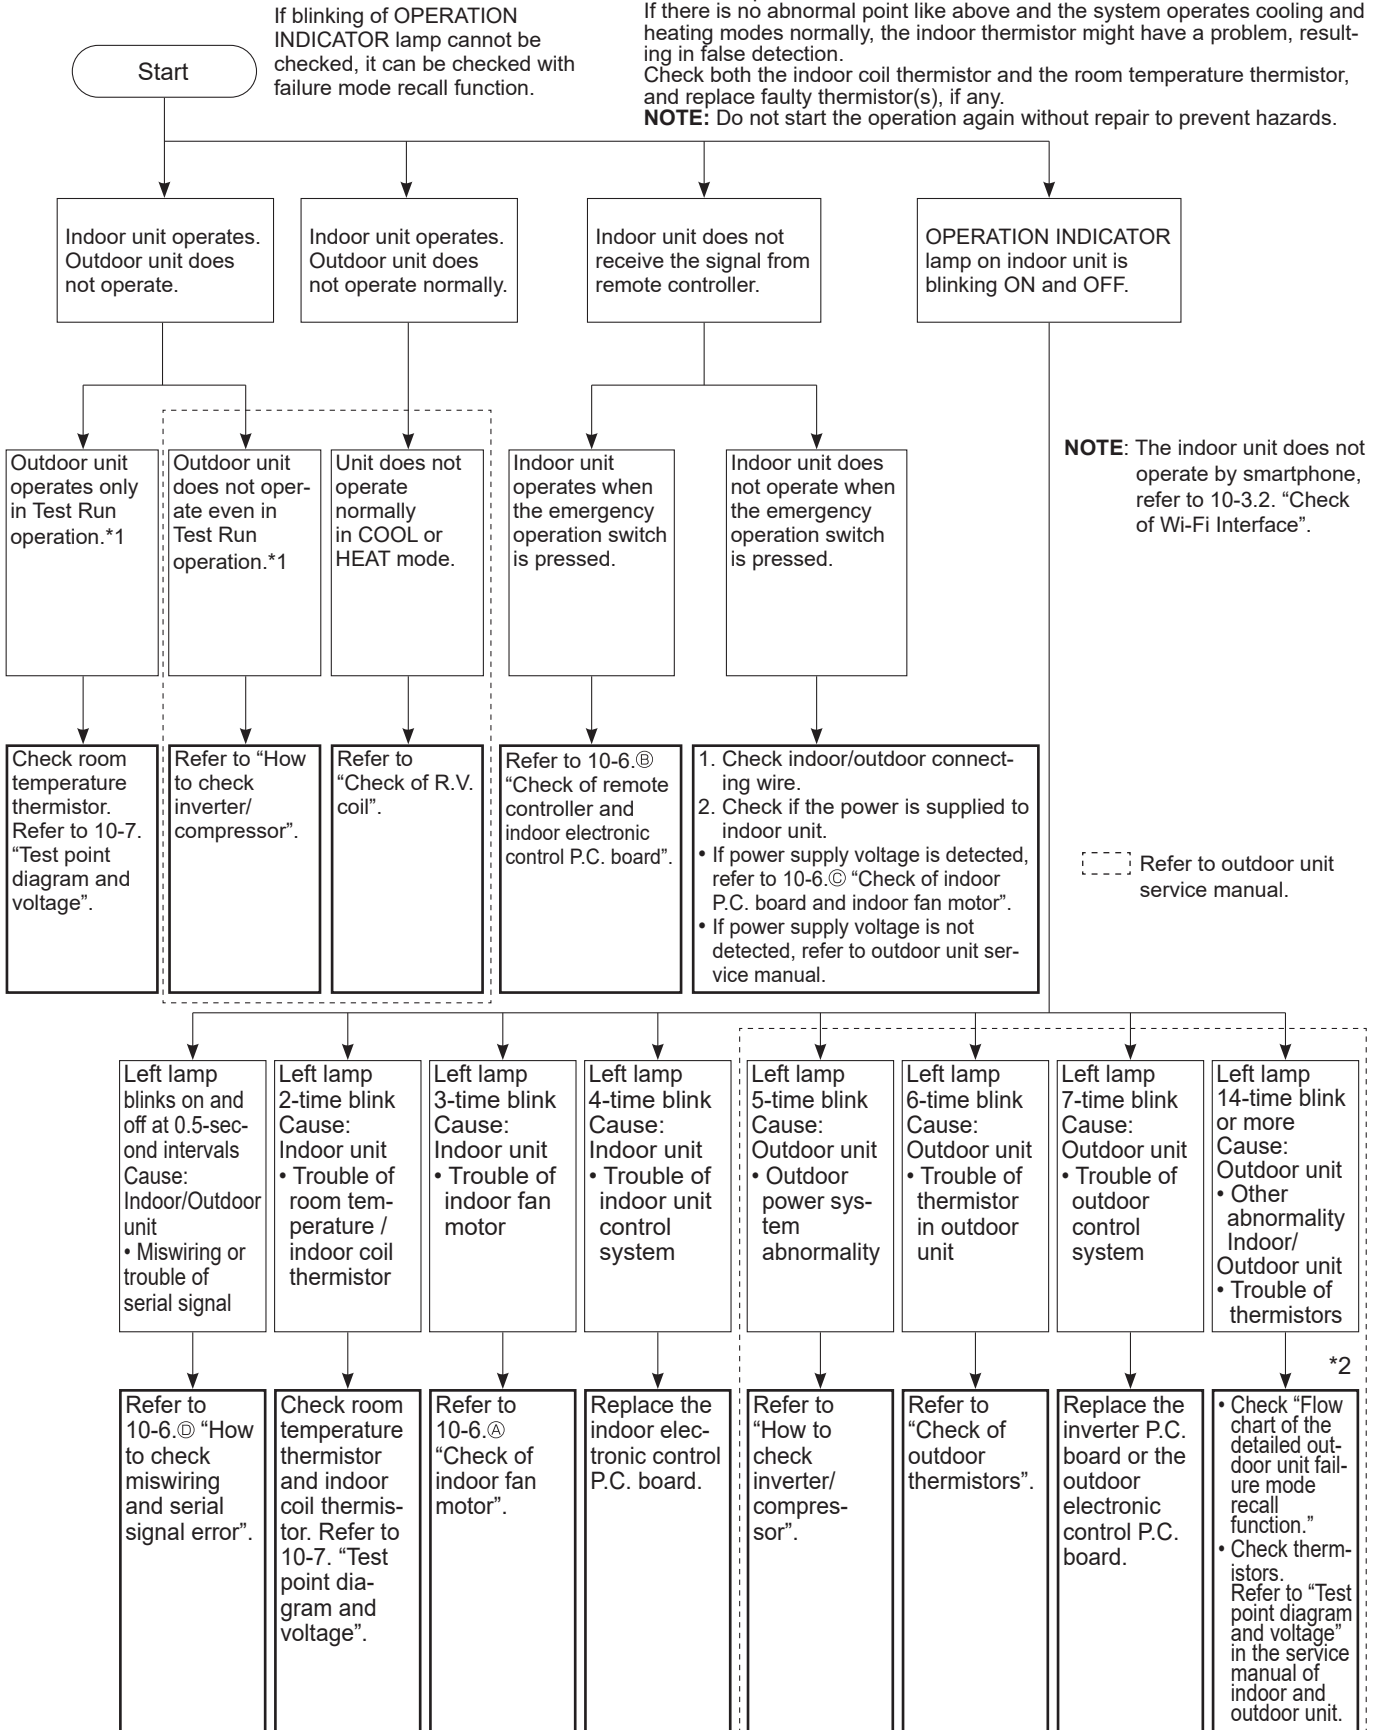 If blinking of OPERATION
INDICATOR lamp cannot be
checked, it can be checked with
failure mode recall function.
If there is no abnormal point like above and the system operates cooling and
heating modes normally, the indoor thermistor might have a problem, result-
ing in false detection.
Check both the indoor coil thermistor and the room temperature thermistor,
and replace faulty thermistor(s), if any.
NOTE: Do not start the operation again without repair to prevent hazards.
Start
Indoor unit operates.
Outdoor unit does
not operate.
Indoor unit operates.
Outdoor unit does
not operate normally.
Indoor unit does not
receive the signal from
remote controller.
OPERATION INDICATOR
lamp on indoor unit is
blinking ON and OFF.
Outdoor unit
operates only
in Test Run
operation.*1
Outdoor unit
does not oper-
ate even in
Test Run
operation.*1
Unit does not
operate
normally
in COOL or
HEAT mode.
Indoor unit
operates when
the emergency
operation switch
is pressed.
Indoor unit does
not operate when
the emergency
operation switch
is pressed.
NOTE: The indoor unit does not
operate by smartphone,
refer to 10-3.2. “Check
of Wi-Fi Interface”.
Check room
temperature
thermistor.
Refer to 10-7.
“Test point
diagram and
voltage”.
Refer to “How
to check
inverter/
compressor”.
Refer to
“Check of R.V.
coil”.
Refer to 10-6.Ⓑ
“Check of remote
controller and
indoor electronic
control P.C. board”.
1. Check indoor/outdoor connect-
ing wire.
2. Check if the power is supplied to
indoor unit.
• If power supply voltage is detected,
refer to 10-6.Ⓒ “Check of indoor
P.C. board and indoor fan motor”.
• If power supply voltage is not
detected, refer to outdoor unit ser-
vice manual.
Refer to outdoor unit
service manual.
Left lamp
blinks on and
off at 0.5-sec-
ond intervals
Cause:
Indoor/Outdoor
unit
• Miswiring or
trouble of
serial signal
Left lamp
2-time blink
Cause:
Indoor unit
• Trouble of
room tem-
perature /
indoor coil
thermistor
Left lamp
3-time blink
Cause:
Indoor unit
• Trouble of
indoor fan
motor
Left lamp
4-time blink
Cause:
Indoor unit
• Trouble of
indoor unit
control
system
Left lamp
5-time blink
Cause:
Outdoor unit
• Outdoor
power sys-
tem
abnormality
Left lamp
6-time blink
Cause:
Outdoor unit
• Trouble of
thermistor
in outdoor
unit
Left lamp
7-time blink
Cause:
Outdoor unit
• Trouble of
outdoor
control
system
Left lamp
14-time blink
or more
Cause:
Outdoor unit
• Other
abnormality
Indoor/
Outdoor unit
• Trouble of
thermistors
*2
Refer to
10-6.Ⓓ “How
to check
miswiring
and serial
signal error”.
Check room
temperature
thermistor
and indoor
coil thermis-
tor. Refer to
10-7. “Test
point dia-
gram and
voltage”.
Refer to
10-6.Ⓐ
“Check of
indoor fan
motor”.
Replace the
indoor elec-
tronic control
P.C. board.
Refer to
“How to
check
inverter/
compres-
sor”.
Refer to
“Check of
outdoor
thermistors”.
Replace the
inverter P.C.
board or the
outdoor
electronic
control P.C.
board.
• Check “Flow
chart of the
detailed out-
door unit fail-
ure mode
recall
function.”
• Check therm-
istors.
Refer to “Test
point diagram
and voltage”
in the service
manual of
indoor and
outdoor unit.